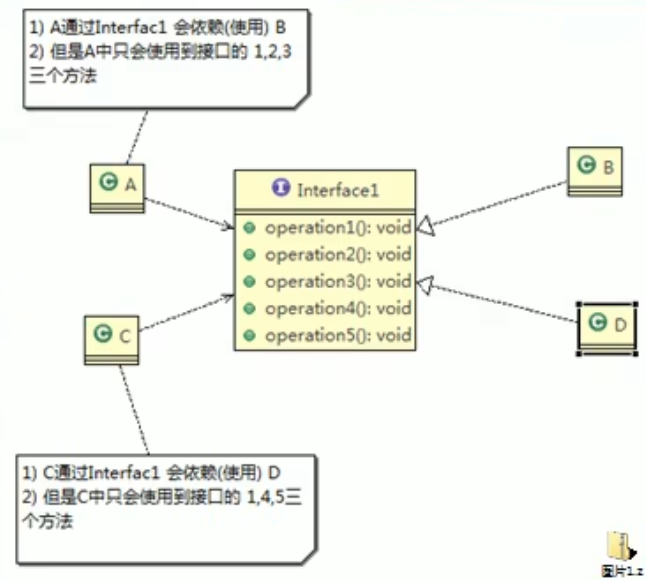 1) A通过Interfac1 会依赖(使用) B
2) 但是A中只会使用到接口的 1,2,3
三个方法
C A
I Interface1
C B
operation1(): void
operation2(): void
operation3(): void
operation4(): void
operation5(): void
C C
C D
1) C通过Interfac1 会依赖(使用) D
2) 但是C中只会使用到接口的 1,4,5三
个方法
图片1.z